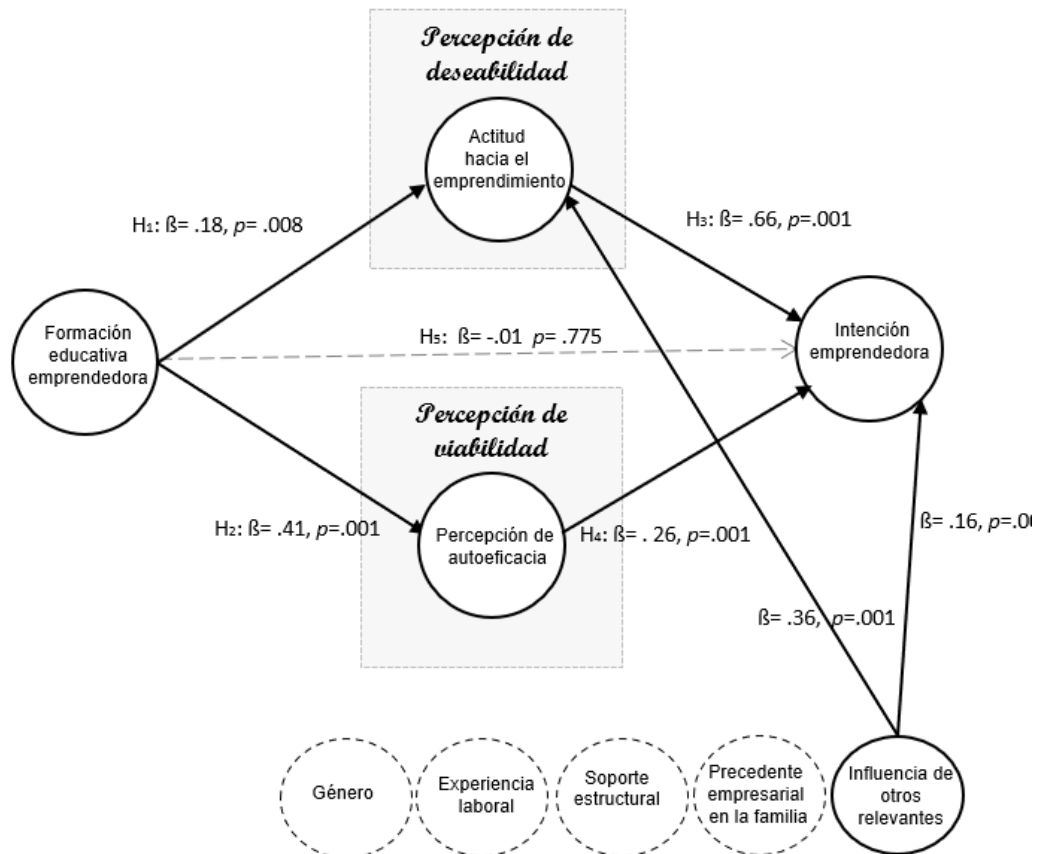 Percepción de
deseabilidad
Actitud
hacia el
emprendimiento
H₁: ß= .18, p= .008
H₃: ß= .66, p=.001
Formación
educativa
emprendedora
H₅: ß= -.01 p= .775
Intención
emprendedora
Percepción de
viabilidad
Percepción de
autoeficacia
H₂: ß= .41, p=.001
H₄: ß= . 26, p=.001
ß= .16,
ß= .36, p=.001
Género
Experiencia
laboral
Soporte
estructural
Precedente
empresarial
en la familia
Influencia de
otros
relevantes